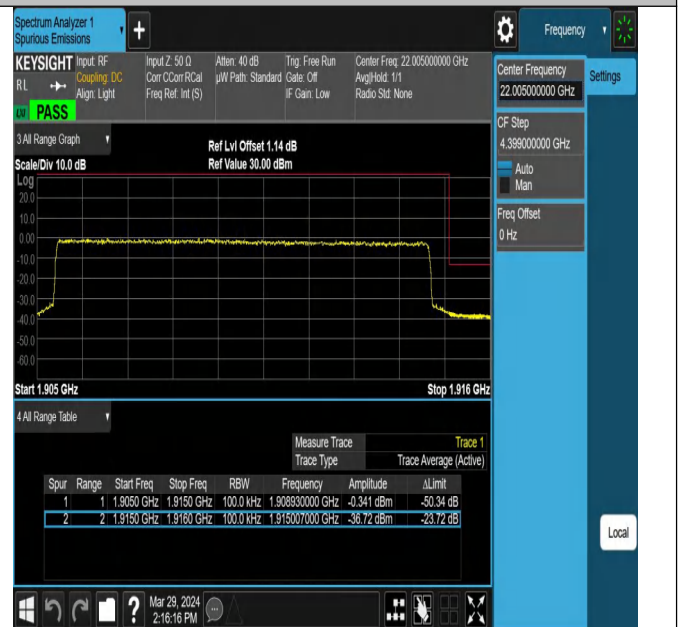 Spectrum Analyzer 1
Spurious Emissions
+
Frequency
KEYSIGHT Input: RF Input Z: 50 Ω Atten: 40 dB Trig: Free Run Center Freq: 22.005000000 GHz
RL Coupling: DC Corr CCorr RCal µW Path: Standard Gate: Off Avg|Hold: 1/1
Align: Light Freq Ref: Int (S) IF Gain: Low Radio Std: None
PASS
Center Frequency
22.005000000 GHz
Settings
CF Step
4.399000000 GHz
Auto
Man
Freq Offset
0 Hz
3 All Range Graph
Ref Lvl Offset 1.14 dB
Scale/Div 10.0 dB Ref Value 30.00 dBm
Log
20.0
10.0
0.00
-10.0
-20.0
-30.0
-40.0
-50.0
-60.0
Start 1.905 GHz Stop 1.916 GHz
4 All Range Table
Measure Trace Trace 1
Trace Type Trace Average (Active)
Spur Range Start Freq Stop Freq RBW Frequency Amplitude ΔLimit
1 1 1.9050 GHz 1.9150 GHz 100.0 kHz 1.908930000 GHz -0.341 dBm -50.34 dB
2 2 1.9150 GHz 1.9160 GHz 100.0 kHz 1.915007000 GHz -36.72 dBm -23.72 dB
Local
? Mar 29, 2024
2:16:16 PM